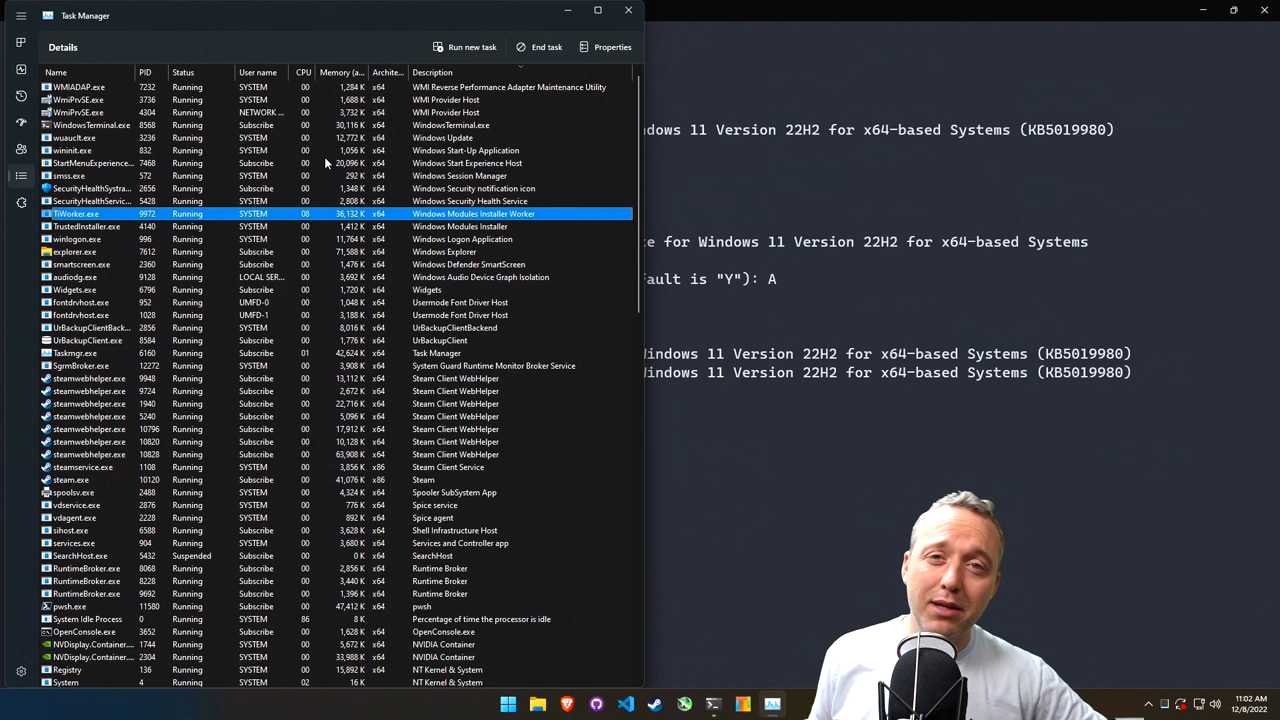 Task Manager
Details
Run new task
End task
Properties
Name PID Status User name CPU Memory (a... Archite... Description
WMIADAP.exe 7232 Running SYSTEM 00 1,284 K x64 WMI Reverse Performance Adapter Maintenance Utility
WmiPrvSE.exe 3736 Running SYSTEM 00 1,688 K x64 WMI Provider Host
WmiPrvSE.exe 4304 Running NETWORK ... 00 3,732 K x64 WMI Provider Host
WindowsTerminal.exe 8568 Running Subscribe 00 30,116 K x64 WindowsTerminal.exe
wuauclt.exe 3236 Running SYSTEM 00 12,772 K x64 Windows Update
wininit.exe 832 Running SYSTEM 00 1,056 K x64 Windows Start-Up Application
StartMenuExperience... 7468 Running Subscribe 00 20,096 K x64 Windows Start Experience Host
smss.exe 572 Running SYSTEM 00 292 K x64 Windows Session Manager
SecurityHealthSystra... 2656 Running Subscribe 00 1,348 K x64 Windows Security notification icon
SecurityHealthServic... 5428 Running SYSTEM 00 2,808 K x64 Windows Security Health Service
TiWorker.exe 9972 Running SYSTEM 08 36,132 K x64 Windows Modules Installer Worker
TrustedInstaller.exe 4140 Running SYSTEM 00 1,412 K x64 Windows Modules Installer
winlogon.exe 996 Running SYSTEM 00 11,764 K x64 Windows Logon Application
explorer.exe 7612 Running Subscribe 00 71,588 K x64 Windows Explorer
smartscreen.exe 6160 Running Subscribe 00 1,476 K x64 Windows Defender SmartScreen
audiodg.exe 9128 Running LOCAL SER... 00 3,692 K x64 Windows Audio Device Graph Isolation
Widgets.exe 6796 Running Subscribe 00 1,720 K x64 Widgets
fontdrvhost.exe 952 Running UMFD-0 00 1,048 K x64 Usermode Font Driver Host
fontdrvhost.exe 960 Running UMFD-1 00 3,188 K x64 Usermode Font Driver Host
UrBackupClientBack... 2856 Running SYSTEM 00 8,016 K x64 UrBackupClientBackend
UrBackupClient.exe 8584 Running Subscribe 00 1,776 K x64 UrBackupClient
Taskmgr.exe 6160 Running Subscribe 01 42,624 K x64 Task Manager
SgrmBroker.exe 12272 Running SYSTEM 00 3,908 K x64 System Guard Runtime Monitor Broker Service
steamwebhelper.exe 9948 Running Subscribe 00 13,112 K x64 Steam Client WebHelper
steamwebhelper.exe 9724 Running Subscribe 00 2,672 K x64 Steam Client WebHelper
steamwebhelper.exe 1940 Running Subscribe 00 22,716 K x64 Steam Client WebHelper
steamwebhelper.exe 5240 Running Subscribe 00 5,096 K x64 Steam Client WebHelper
steamwebhelper.exe 10796 Running Subscribe 00 17,912 K x64 Steam Client WebHelper
steamwebhelper.exe 10820 Running Subscribe 00 10,128 K x64 Steam Client WebHelper
steamwebhelper.exe 10828 Running Subscribe 00 63,908 K x64 Steam Client WebHelper
steamservice.exe 1108 Running SYSTEM 00 3,856 K x86 Steam Client Service
steam.exe 10120 Running Subscribe 00 41,076 K x86 Steam
spoolsv.exe 2488 Running SYSTEM 00 4,324 K x64 Spooler SubSystem App
vdservice.exe 2876 Running SYSTEM 00 776 K x64 Spice service
vdagent.exe 2228 Running SYSTEM 00 892 K x64 Spice agent
sihost.exe 6588 Running Subscribe 00 3,628 K x64 Shell Infrastructure Host
services.exe 904 Running SYSTEM 00 3,680 K x64 Services and Controller app
SearchHost.exe 5432 Suspended Subscribe 00 0 K x64 SearchHost
RuntimeBroker.exe 8068 Running Subscribe 00 2,856 K x64 Runtime Broker
RuntimeBroker.exe 8228 Running Subscribe 00 3,440 K x64 Runtime Broker
RuntimeBroker.exe 9692 Running Subscribe 00 1,396 K x64 Runtime Broker
pwsh.exe 11580 Running Subscribe 00 47,412 K x64 pwsh
System Idle Process 0 Running SYSTEM 86 8 K Percentage of time the processor is idle
OpenConsole.exe 3652 Running Subscribe 00 1,628 K x64 OpenConsole.exe
NVDisplay.Container.... 1744 Running SYSTEM 00 5,672 K x64 NVIDIA Container
NVDisplay.Container.... 2304 Running SYSTEM 00 33,988 K x64 NVIDIA Container
Registry 136 Running SYSTEM 00 15,892 K x64 NT Kernel & System
System 4 Running SYSTEM 02 16 K NT Kernel & System
ndows 11 Version 22H2 for x64-based Systems (KB5019980)
te for Windows 11 Version 22H2 for x64-based Systems
fault is "Y"): A
Windows 11 Version 22H2 for x64-based Systems (KB5019980)
Windows 11 Version 22H2 for x64-based Systems (KB5019980)
11:02 AM
12/8/2022